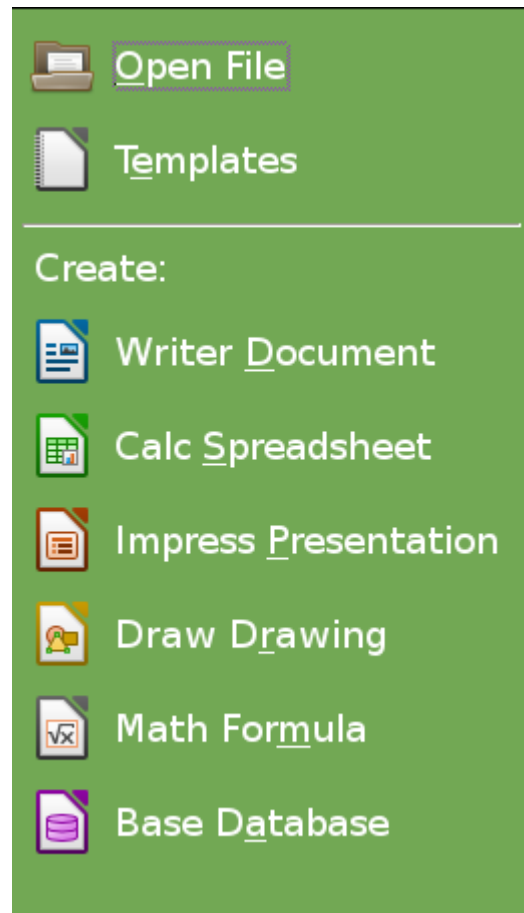 Open File
Templates
Create:
Writer Document
Calc Spreadsheet
Impress Presentation
Draw Drawing
Math Formula
Base Database